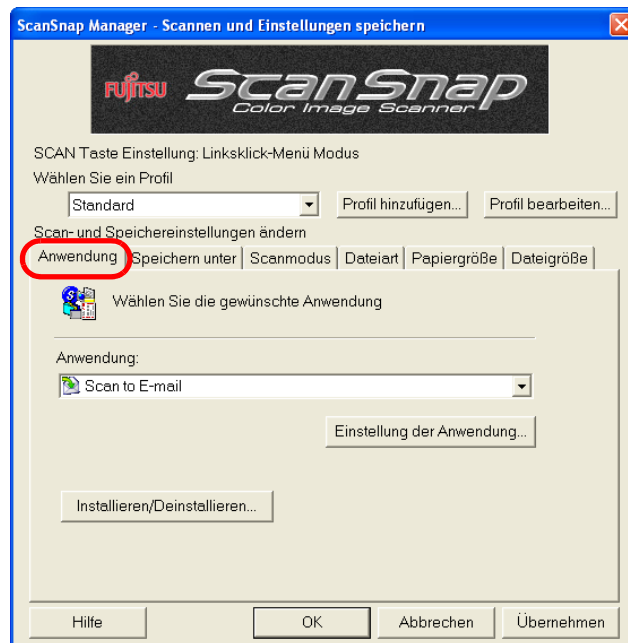 ScanSnap Manager - Scannen und Einstellungen speichern
FUJITSU ScanSnap
Color Image Scanner
SCAN Taste Einstellung: Linksklick-Menü Modus
Wählen Sie ein Profil
Standard Profil hinzufügen... Profil bearbeiten...
Scan- und Speichereinstellungen ändern
Anwendung Speichern unter Scanmodus Dateiart Papiergröße Dateigröße
Wählen Sie die gewünschte Anwendung
Anwendung:
Scan to E-mail
Einstellung der Anwendung...
Installieren/Deinstallieren...
Hilfe OK Abbrechen Übernehmen